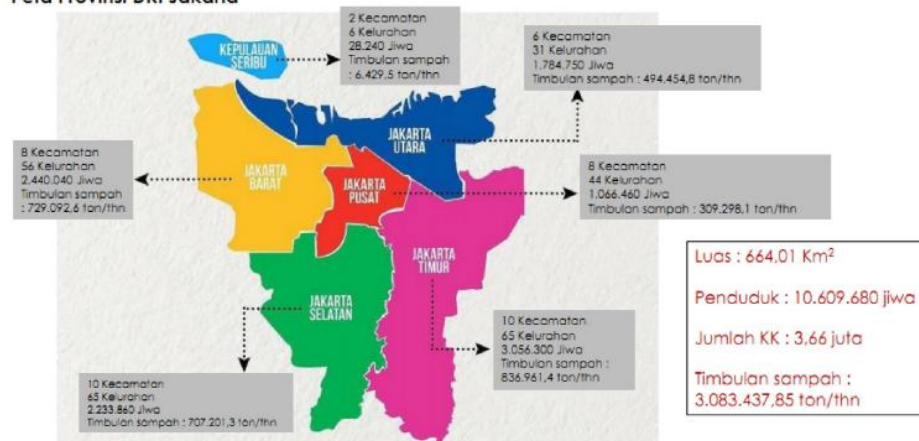 Peta Provinsi DKI Jakarta
2 Kecamatan
6 Kelurahan
28.240 Jiwa
Timbulan sampah
: 6.429,5 ton/thn
6 Kecamatan
31 Kelurahan
1.784.750 Jiwa
Timbulan sampah : 494.454,8 ton/thn
KEPULAUAN
SERIBU
JAKARTA
UTARA
8 Kecamatan
56 Kelurahan
2.440.040 Jiwa
Timbulan sampah
: 729.092,6 ton/thn
JAKARTA
BARAT
JAKARTA
PUSAT
8 Kecamatan
44 Kelurahan
1.066.460 Jiwa
Timbulan sampah : 309.298,1 ton/thn
JAKARTA
TIMUR
JAKARTA
SELATAN
10 Kecamatan
65 Kelurahan
3.056.300 Jiwa
Timbulan sampah :
836.961,4 ton/thn
10 Kecamatan
65 Kelurahan
2.233.860 Jiwa
Timbulan sampah : 707.201,3 ton/thn
Luas : 664,01 Km²
Penduduk : 10.609.680 jiwa
Jumlah KK : 3,66 juta
Timbulan sampah :
3.083.437,85 ton/thn